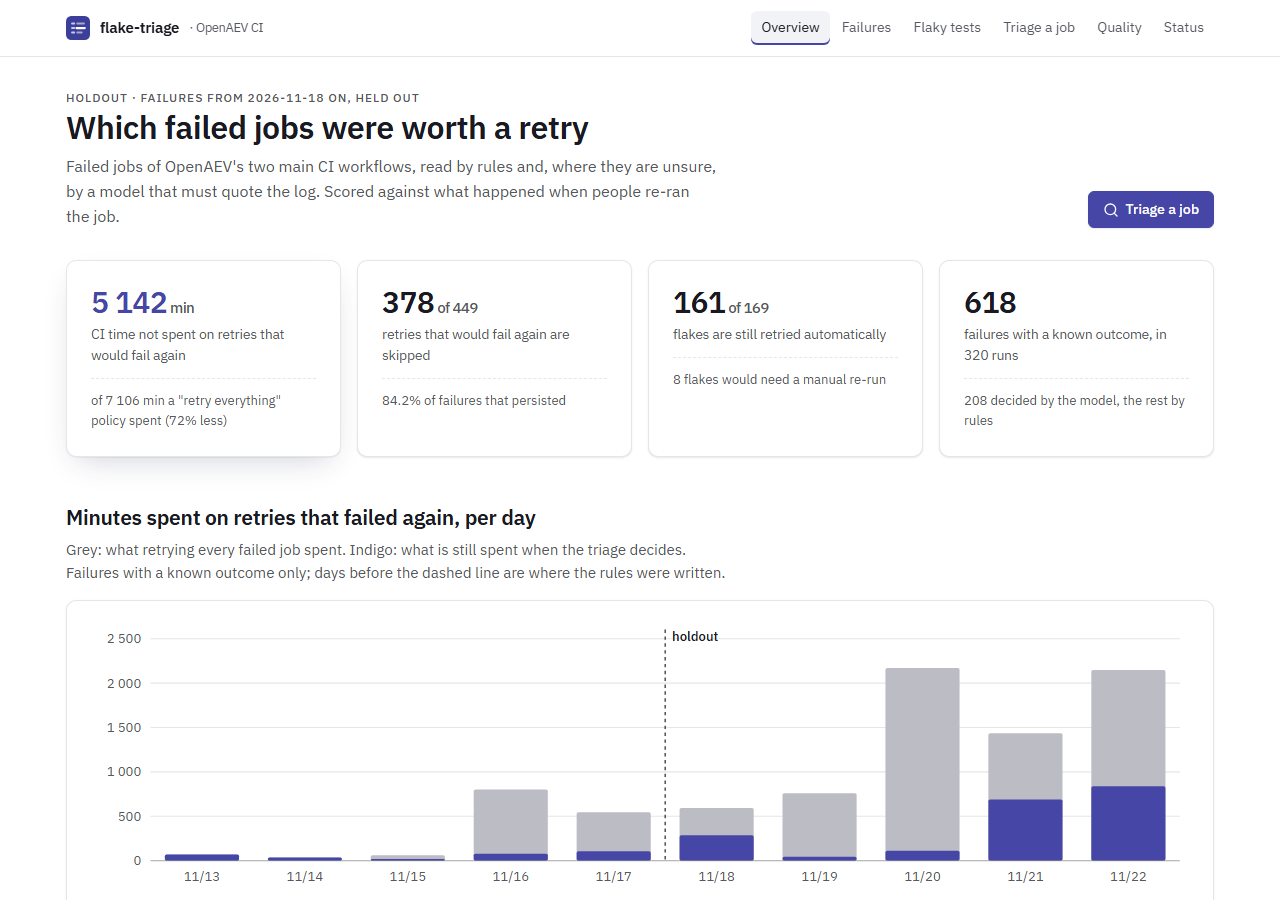 flake-triage · OpenAEV CI
Overview
Failures
Flaky tests
Triage a job
Quality
Status
HOLDOUT · FAILURES FROM 2026-11-18 ON, HELD OUT
Which failed jobs were worth a retry
Failed jobs of OpenAEV's two main CI workflows, read by rules and, where they are unsure,
by a model that must quote the log. Scored against what happened when people re-ran
the job.
Triage a job
5 142 min
CI time not spent on retries that
would fail again
of 7 106 min a "retry everything"
policy spent (72% less)
378 of 449
retries that would fail again are
skipped
84.2% of failures that persisted
161 of 169
flakes are still retried automatically
8 flakes would need a manual re-run
618
failures with a known outcome, in
320 runs
208 decided by the model, the rest by
rules
Minutes spent on retries that failed again, per day
Grey: what retrying every failed job spent. Indigo: what is still spent when the triage decides.
Failures with a known outcome only; days before the dashed line are where the rules were written.
holdout
2 500
2 000
1 500
1 000
500
0
11/13
11/14
11/15
11/16
11/17
11/18
11/19
11/20
11/21
11/22